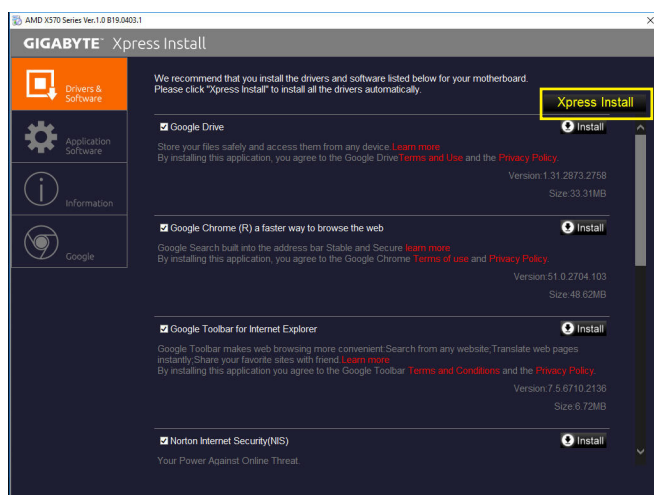 AMD X570 Series Ver.1.0 B19.0403.1
GIGABYTE™ Xpress Install
Drivers &
Software
Application
Software
Information
Google
We recommend that you install the drivers and software listed below for your motherboard.
Please click "Xpress Install" to install all the drivers automatically.
Xpress Install
Google Drive
Install
Store your files safely and access them from any device.Learn more
By installing this application, you agree to the Google DriveTerms and Use and the Privacy Policy.
Version:1.31.2873.2758
Size:33.31MB
Google Chrome (R) a faster way to browse the web
Install
Google Search built into the address bar Stable and Secure learn more
By installing this application, you agree to the Google Chrome Terms of use and Privacy Policy.
Version:51.0.2704.103
Size:48.62MB
Google Toolbar for Internet Explorer
Install
Google Toolbar makes web browsing more convenient:Search from any website;Translate web pages
instantly;Share your favorite sites with friend.Learn more
By installing this application you agree to the Google Toolbar Terms and Conditions and the Privacy Policy.
Version:7.5.6710.2136
Size:6.72MB
Norton Internet Security(NIS)
Install
Your Power Against Online Threat.